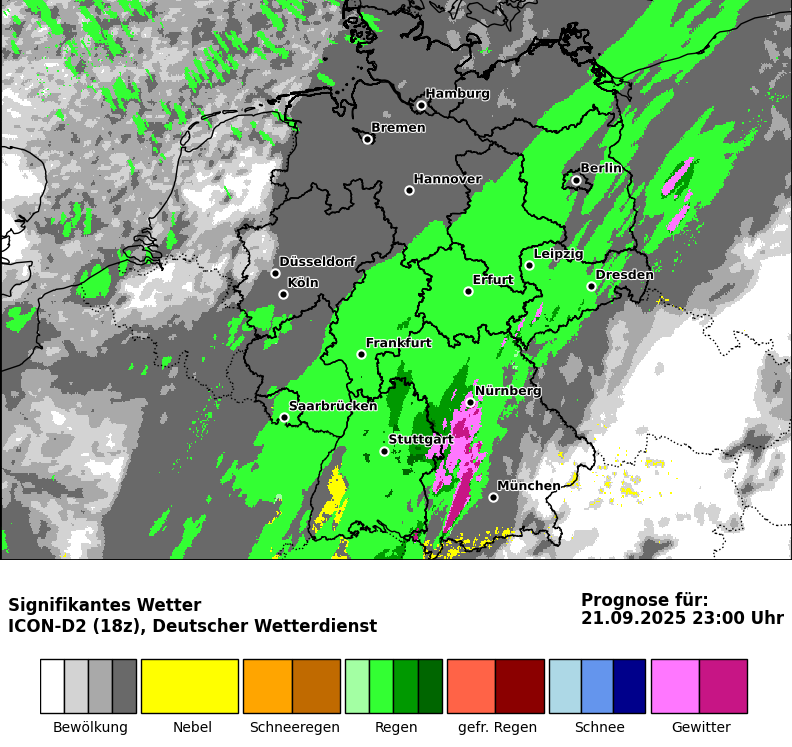 Hamburg
Bremen
Berlin
Hannover
Leipzig
Düsseldorf
Dresden
Erfurt
Köln
Frankfurt
Nürnberg
Saarbrücken
Stuttgart
München
Signifikantes Wetter
ICON-D2 (18z), Deutscher Wetterdienst
Prognose für:
21.09.2025 23:00 Uhr
Bewölkung Nebel Schneeregen Regen gefr. Regen Schnee Gewitter